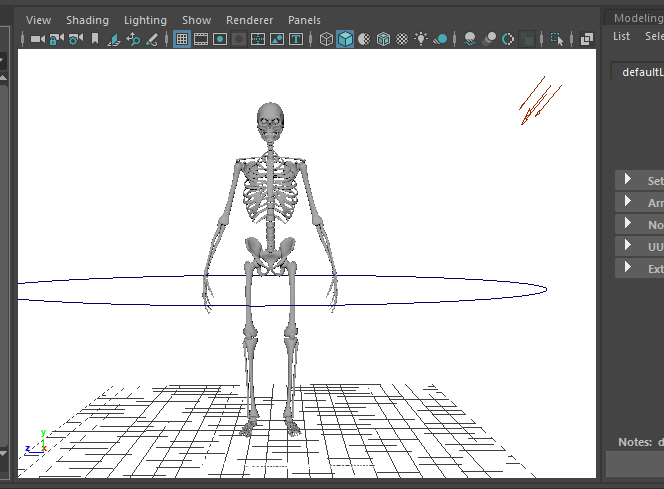 View Shading Lighting Show Renderer Panels
Modeling
List Sele
defaultL
Set
Arr
No
UU
Ext
Notes: d
y
z x